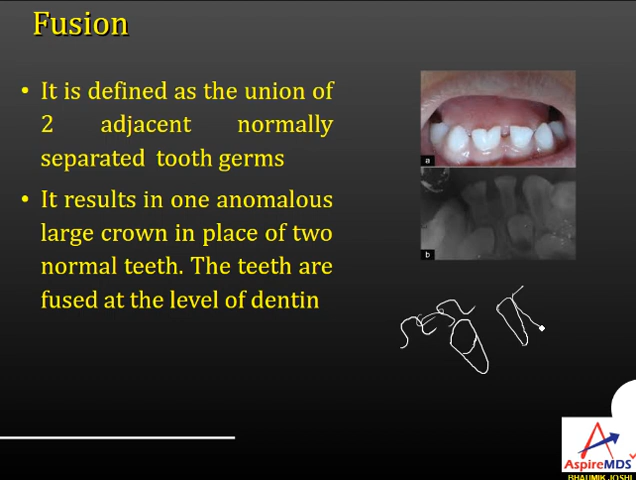 Fusion
• It is defined as the union of
2 adjacent normally
separated tooth germs
• It results in one anomalous
large crown in place of two
normal teeth. The teeth are
fused at the level of dentin
a
b
AspireMDS
BHAUMIK JOSHI